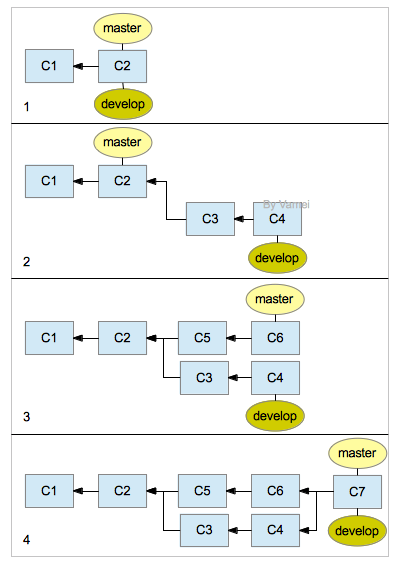 master
C1 C2
develop
1
master
C1 C2
By Vamei
C3 C4
develop
2
master
C1 C2 C5 C6
C3 C4
develop
3
master
C1 C2 C5 C6 C7
C3 C4
develop
4